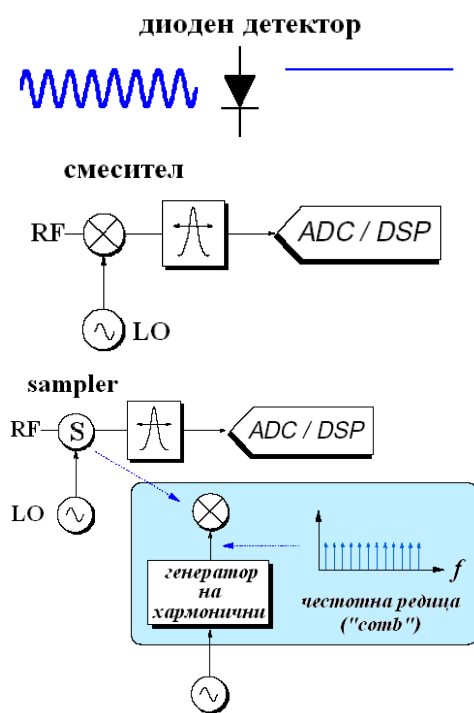 диоден детектор
смесител
RF
ADC / DSP
LO
sampler
RF
S
ADC / DSP
LO
генератор
на
хармонични
f
честотна редица
("comb")